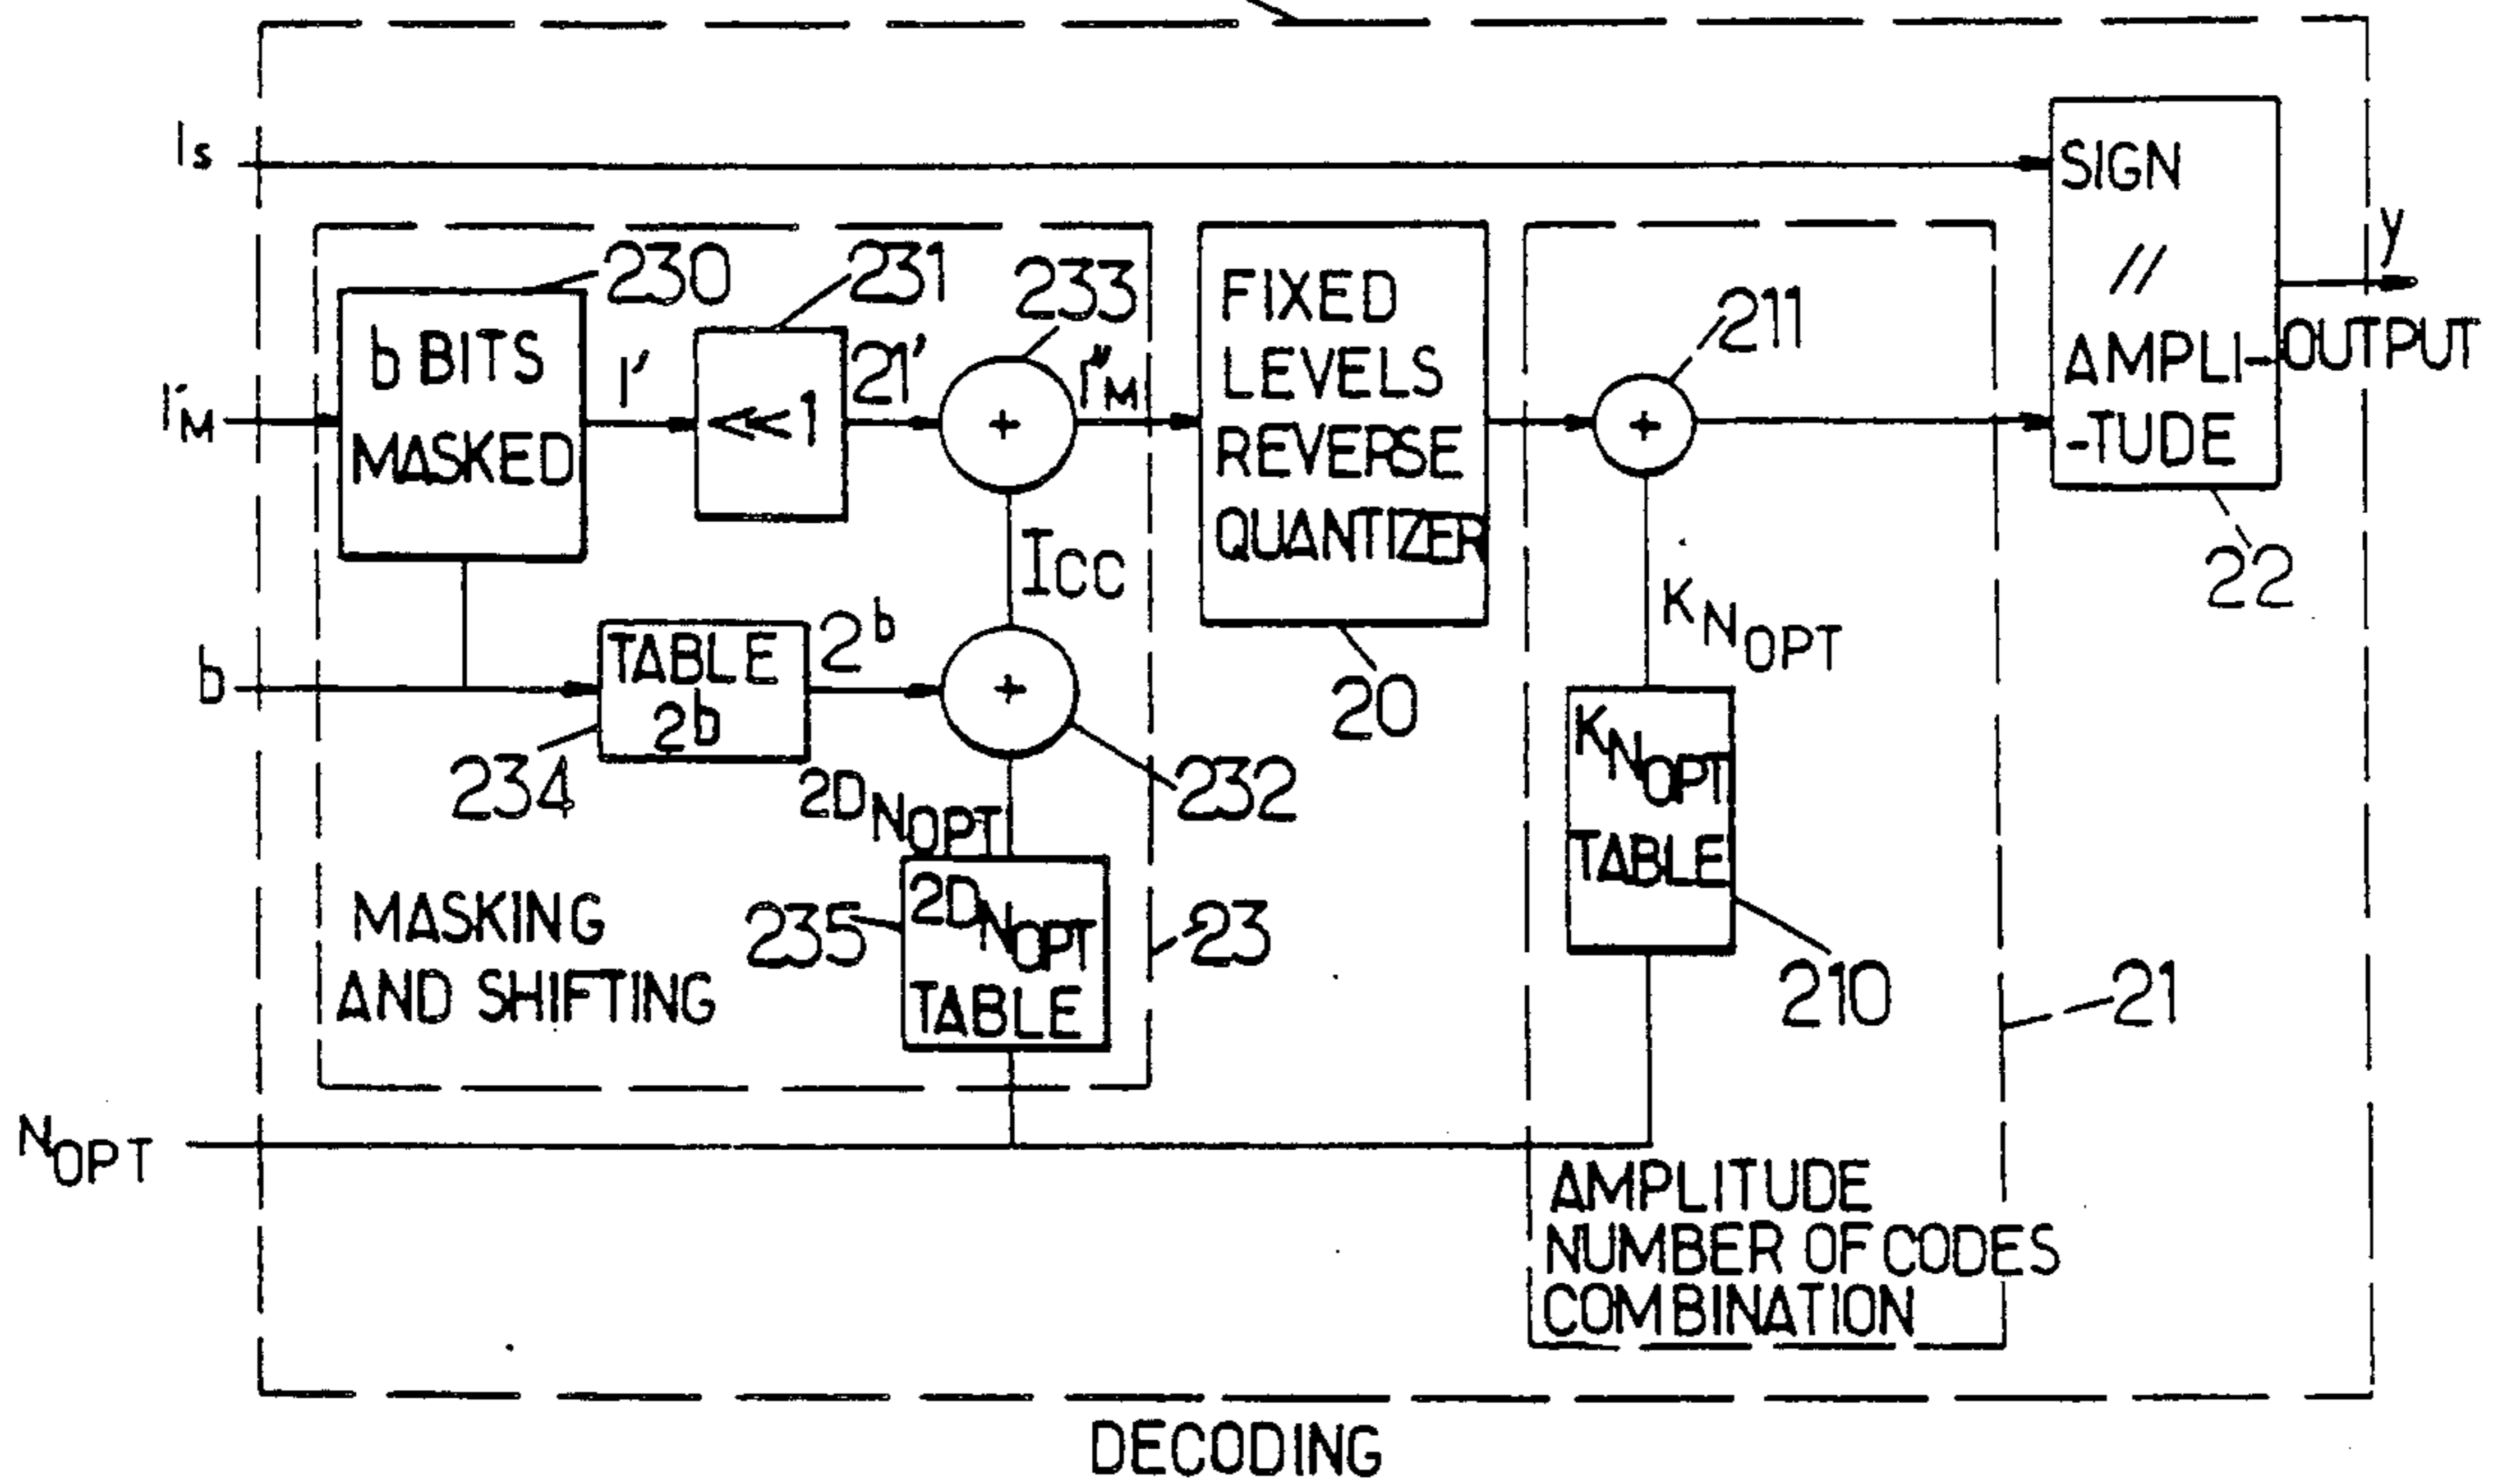 Is
SIGN
//
AMPLI-
-TUDE
y
OUTPUT
22
I'M
230
b BITS
MASKED
I'
231
<<1
2I'
233
I"M
FIXED
LEVELS
REVERSE
QUANTIZER
20
211
KNOPT
KNOPT
TABLE
210
21
ICC
b
TABLE
2b
234
2b
232
2DNOPT
2DNOPT
TABLE
235
23
MASKING
AND SHIFTING
NOPT
AMPLITUDE
NUMBER OF CODES
COMBINATION
DECODING